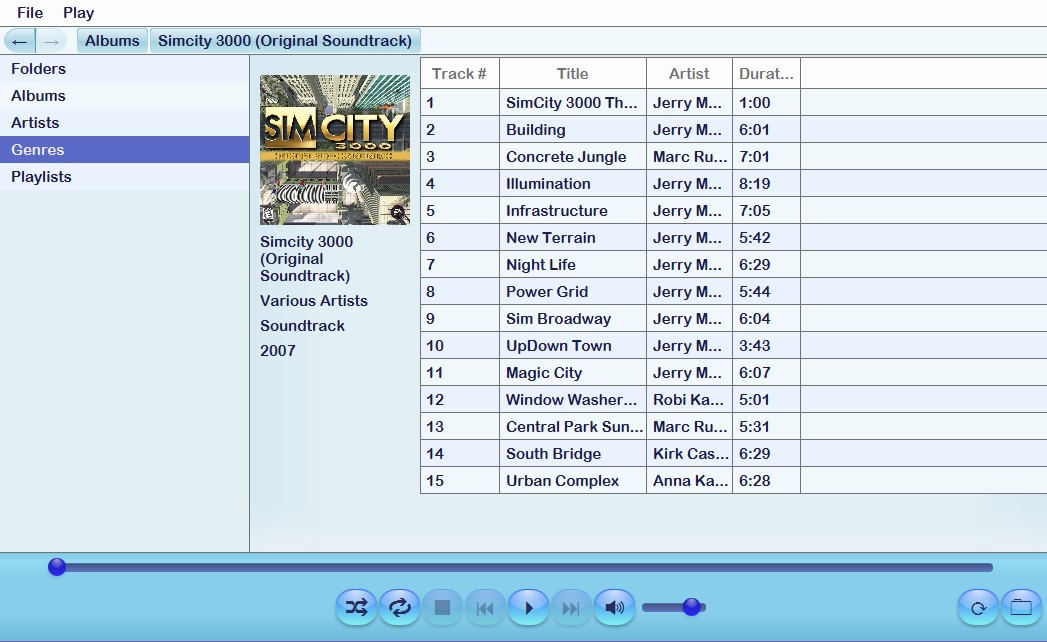 File Play
← → Albums Simcity 3000 (Original Soundtrack)
Folders
Albums
Artists
Genres
Playlists
SIM CITY
3000
Simcity 3000
(Original
Soundtrack)
Various Artists
Soundtrack
2007
Track # Title Artist Durat...
1 SimCity 3000 Th... Jerry M... 1:00
2 Building Jerry M... 6:01
3 Concrete Jungle Marc Ru... 7:01
4 Illumination Jerry M... 8:19
5 Infrastructure Jerry M... 7:05
6 New Terrain Jerry M... 5:42
7 Night Life Jerry M... 6:29
8 Power Grid Jerry M... 5:44
9 Sim Broadway Jerry M... 6:04
10 UpDown Town Jerry M... 3:43
11 Magic City Jerry M... 6:07
12 Window Washer... Robi Ka... 5:01
13 Central Park Sun... Marc Ru... 5:31
14 South Bridge Kirk Cas... 6:29
15 Urban Complex Anna Ka... 6:28